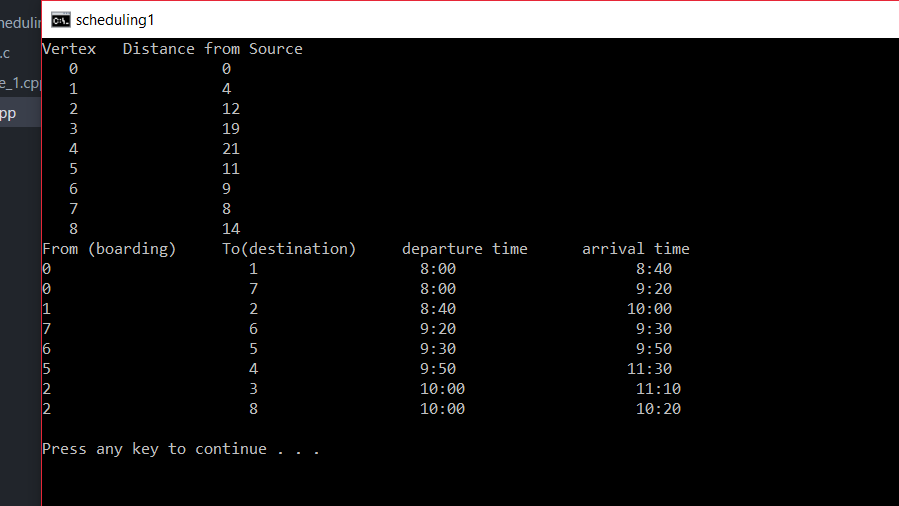 scheduling1
.c
e_1.cpp
pp
Vertex   Distance from Source
0                0
1                4
2                12
3                19
4                21
5                11
6                9
7                8
8                14
From (boarding)     To(destination)     departure time      arrival time
0                      1                  8:00                    8:40
0                      7                  8:00                    9:20
1                      2                  8:40                   10:00
7                      6                  9:20                    9:30
6                      5                  9:30                    9:50
5                      4                  9:50                   11:30
2                      3                  10:00                   11:10
2                      8                  10:00                   10:20
Press any key to continue . . .